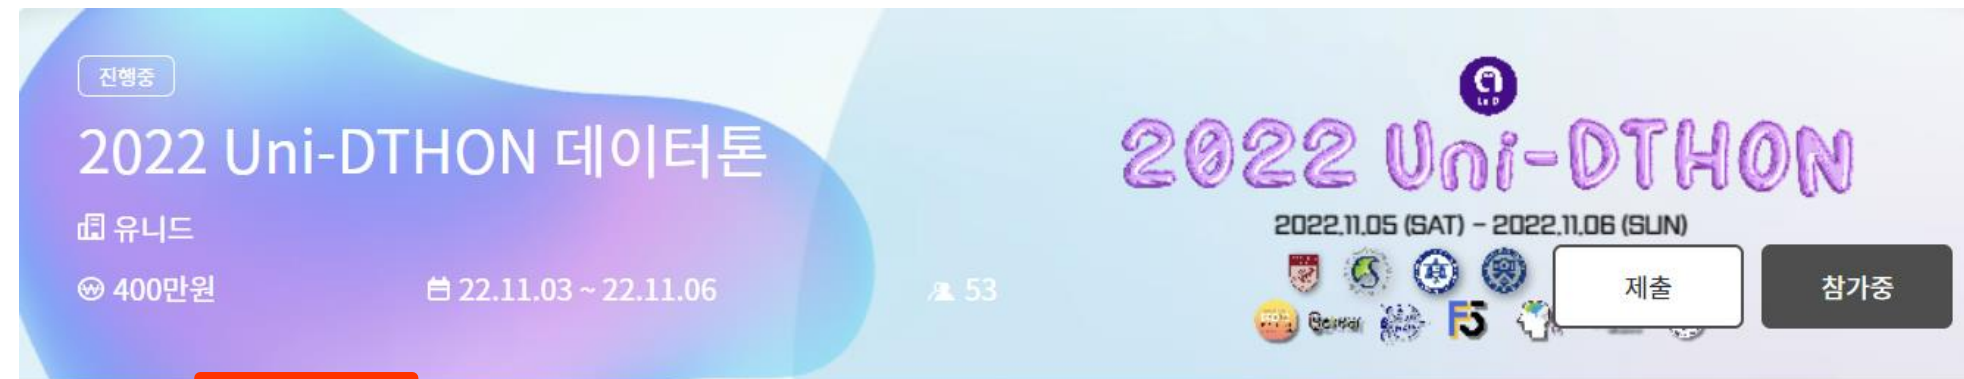 진행중
2022 Uni-DTHON 데이터톤
유니드
400만원
22.11.03 ~ 22.11.06
53
2022 Uni-DTHON
2022.11.05 (SAT) - 2022.11.06 (SUN)
제출
참가중
F5